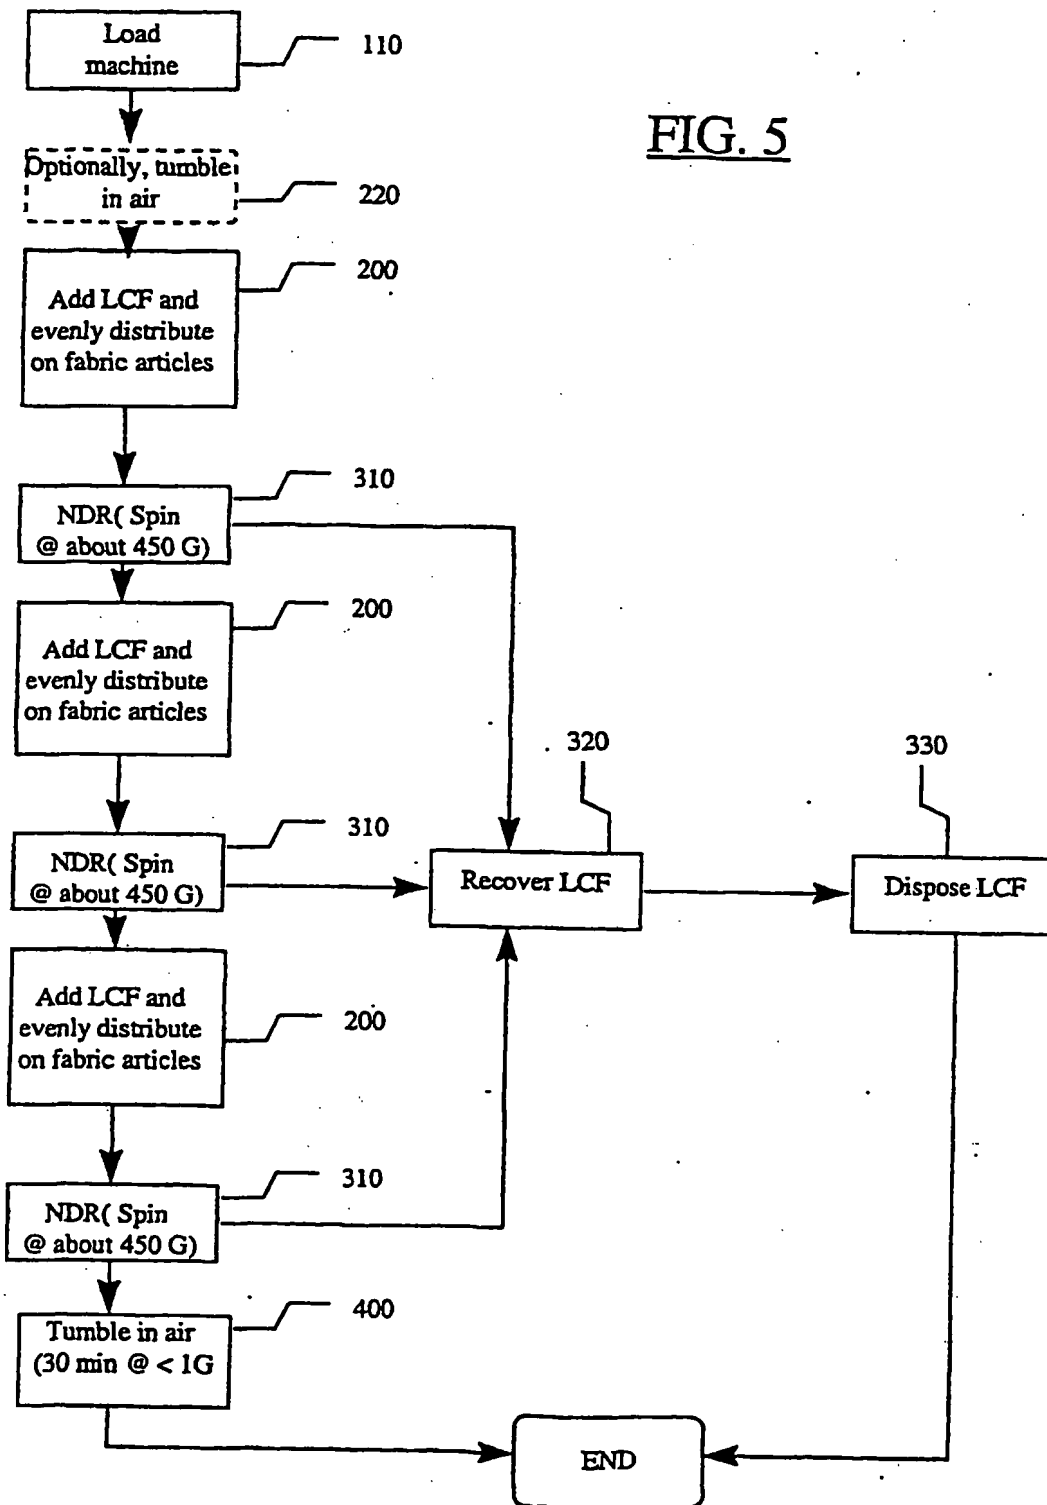 Load
machine
110
FIG. 5
Optionally, tumble
in air
220
200
Add LCF and
evenly distribute
on fabric articles
310
NDR( Spin
@ about 450 G)
200
Add LCF and
evenly distribute
on fabric articles
320
330
310
NDR( Spin
@ about 450 G)
Recover LCF
Dispose LCF
Add LCF and
evenly distribute
on fabric articles
200
310
NDR( Spin
@ about 450 G)
400
Tumble in air
(30 min @ < 1G
END